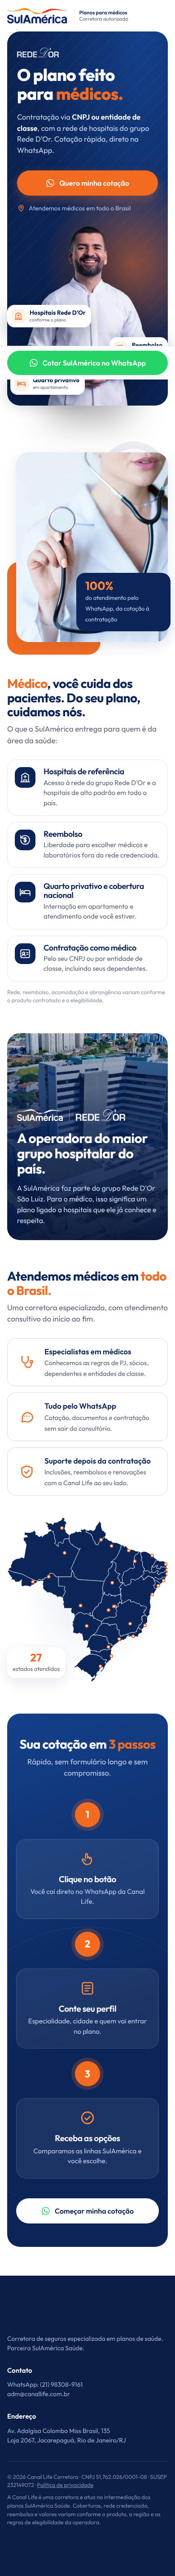 SulAmérica
Planos para médicos
Corretora autorizada
REDE D'OR
O plano feito
para médicos.
Contratação via CNPJ ou entidade de
classe, com a rede de hospitais do grupo
Rede D'Or. Cotação rápida, direto no
WhatsApp.
Quero minha cotação
Atendemos médicos em todo o Brasil
Hospitais Rede D'Or
conforme o plano
Reembolso
Cotar SulAmérica no WhatsApp
Quarto privativo
em apartamento
100%
do atendimento pelo
WhatsApp, da cotação à
contratação
Médico, você cuida dos
pacientes. Do seu plano,
cuidamos nós.
O que o SulAmérica entrega para quem é da
área da saúde:
Hospitais de referência
Acesso à rede do grupo Rede D'Or e a
hospitais de alto padrão em todo o
país.
Reembolso
Liberdade para escolher médicos e
laboratórios fora da rede credenciada.
Quarto privativo e cobertura
nacional
Internação em apartamento e
atendimento onde você estiver.
Contratação como médico
Pelo seu CNPJ ou por entidade de
classe, incluindo seus dependentes.
Rede, reembolso, acomodação e abrangência variam conforme
o produto contratado e a elegibilidade.
SulAmérica
REDE D'OR
A operadora do maior
grupo hospitalar do
país.
A SulAmérica faz parte do grupo Rede D'Or
São Luiz. Para o médico, isso significa um
plano ligado a hospitais que ele já conhece e
respeita.
Atendemos médicos em todo
o Brasil.
Uma corretora especializada, com atendimento
consultivo do início ao fim.
Especialistas em médicos
Conhecemos as regras de PJ, sócios,
dependentes e entidades de classe.
Tudo pelo WhatsApp
Cotação, documentos e contratação
sem sair do consultório.
Suporte depois da contratação
Inclusões, reembolsos e renovações
com a Canal Life ao seu lado.
27
estados atendidos
Sua cotação em 3 passos
Rápido, sem formulário longo e sem
compromisso.
1
Clique no botão
Você cai direto no WhatsApp da Canal
Life.
2
Conte seu perfil
Especialidade, cidade e quem vai entrar
no plano.
3
Receba as opções
Comparamos as linhas SulAmérica e
você escolhe.
Começar minha cotação
Corretora de seguros especializada em planos de saúde.
Parceira SulAmérica Saúde.
Contato
WhatsApp: (21) 98308-9161
adm@canallife.com.br
Endereço
Av. Adalgisa Colombo Miss Brasil, 135
Loja 2067, Jacarepaguá, Rio de Janeiro/RJ
© 2026 Canal Life Corretora · CNPJ 51.762.026/0001-08 · SUSEP
232149072 · Política de privacidade
A Canal Life é uma corretora e atua na intermediação dos
planos SulAmérica Saúde. Coberturas, rede credenciada,
reembolso e valores variam conforme o produto, a região e as
regras de elegibilidade da operadora.